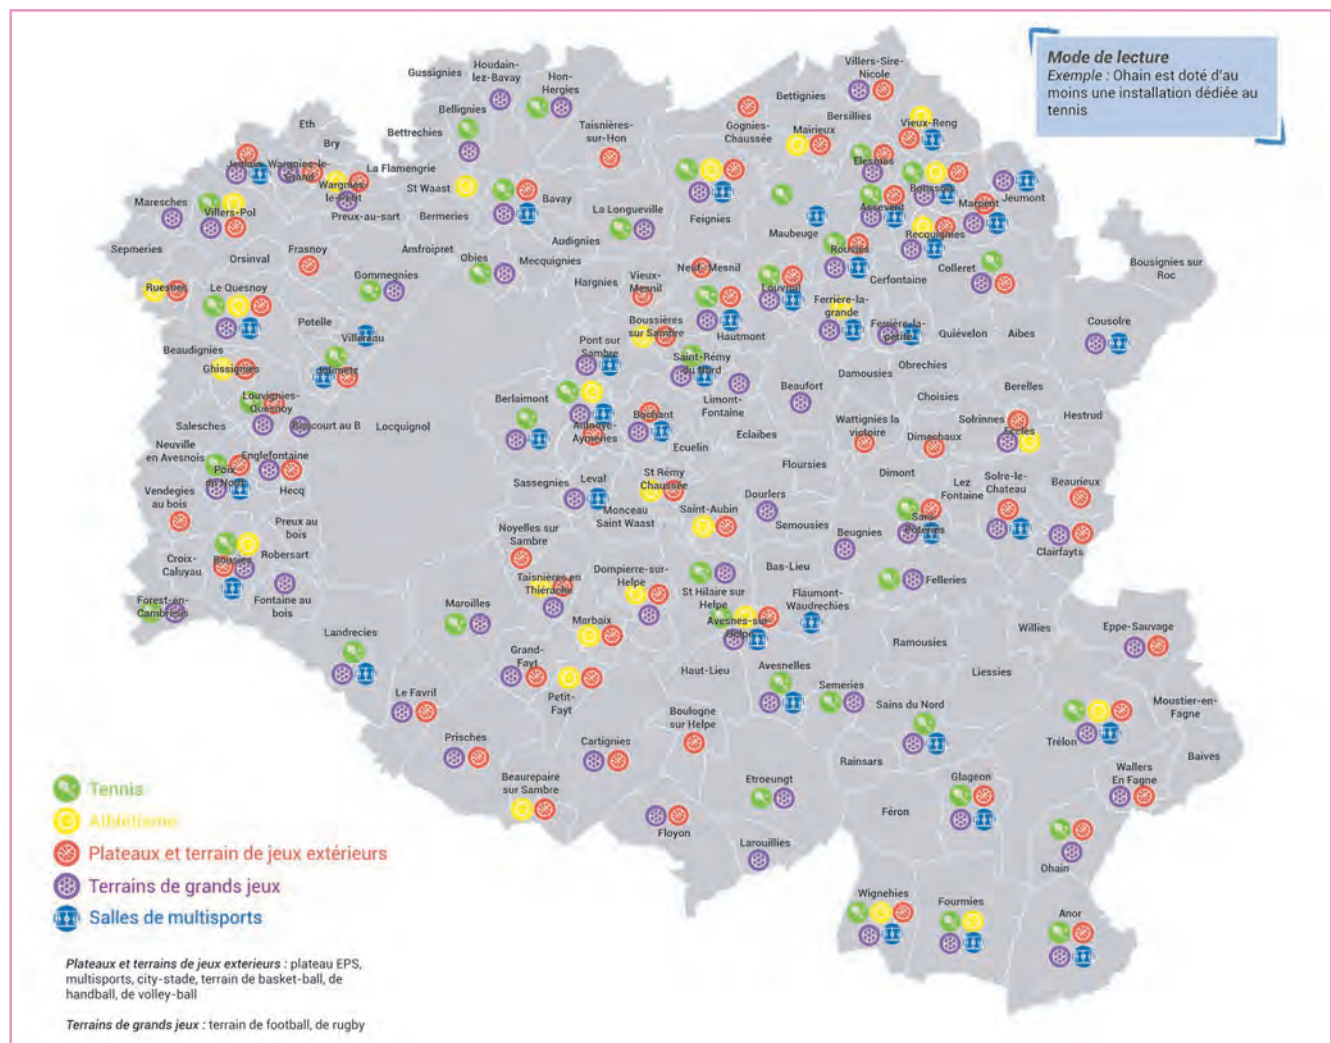 Mode de lecture
Exemple : Ohain est doté d'au
moins une installation dédiée au
tennis
Villers-Sire-
Nicole
Houdain-
lez-Bavay
Gussignies
Hon-
Hergies
Bettignies
Bellignies
Bersillies
Vieux-Reng
Eth
Bettrechies
Taisnières-
sur-Hon
Gognies-
Chaussée
Mairieux
Bry
Elesmes
Jenlain
Wargnies-le-
Grand
La Flamengrie
Wargnies-
le-Petit
St Waast
Bavay
Boussois
Jeumont
Marpent
Assevent
Maresches
Villers-Pol
Preux-au-sart
Bermeries
La Longueville
Feignies
Maubeuge
Recquignies
Sepmeries
Orsinval
Frasnoy
Amfroipret
Audignies
Obies
Mecquignies
Rousies
Cerfontaine
Colleret
Bousignies sur
Roc
Gommegnies
Hargnies
Vieux-
Mesnil
Neuf-Mesnil
Louvroil
Ruesnes
Le Quesnoy
Ferrière-la-
grande
Ferrière-la-
petite
Potelle
Villereau
Boussières
sur Sambre
Hautmont
Quiévelon
Aibes
Cousolre
Beaudignies
Pont sur
Sambre
Saint-Rémy
du Nord
Ghissignies
Jolimetz
Obrechies
Damousies
Limont-
Fontaine
Beaufort
Choisies
Berelles
Louvignies-
Quesnoy
Berlaimont
Salesches
Raucourt au B
Locquignol
Bachant
Aulnoye-
Aymeries
Ecuelin
Eclaibes
Wattignies la
victoire
Dimechaux
Solrinnes
Eccles
Hestrud
Neuville
en Avesnois
Englefontaine
Poix
du Nord
Hecq
Floursies
Dimont
Lez
Fontaine
Solre-le-
Chateau
Beaurieux
Vendegies
au bois
Sassegnies
Leval
St Rémy
Chaussée
Monceau
Saint Waast
Saint-Aubin
Dourlers
Semousies
Sars
Poteries
Preux au
bois
Noyelles sur
Sambre
Beugnies
Clairfayts
Croix-
Caluyau
Bousies
Robersart
Bas-Lieu
Felleries
Taisnières en
Thiérache
Dompierre-sur-
Helpe
St Hilaire sur
Helpe
Flaumont-
Waudrechies
Forest-en-
Cambrésis
Fontaine au
bois
Maroilles
Marbaix
Avesnes-sur-
Helpe
Willies
Eppe-Sauvage
Ramousies
Landrecies
Grand-
Fayt
Haut-Lieu
Avesnelles
Liessies
Le Favril
Petit-
Fayt
Semeries
Sains du Nord
Moustier-en-
Fagne
Boulogne
sur Helpe
Trélon
Prisches
Cartignies
Baives
Rainsars
Wallers
En Fagne
Beaurepaire
sur Sambre
Etroeungt
Glageon
Floyon
Féron
Larouillies
Ohain
Wignehies
Fourmies
Anor
Tennis
Athlétisme
Plateaux et terrain de jeux extérieurs
Terrains de grands jeux
Salles de multisports
Plateaux et terrains de jeux exterieurs : plateau EPS,
multisports, city-stade, terrain de basket-ball, de
handball, de volley-ball
Terrains de grands jeux : terrain de football, de rugby